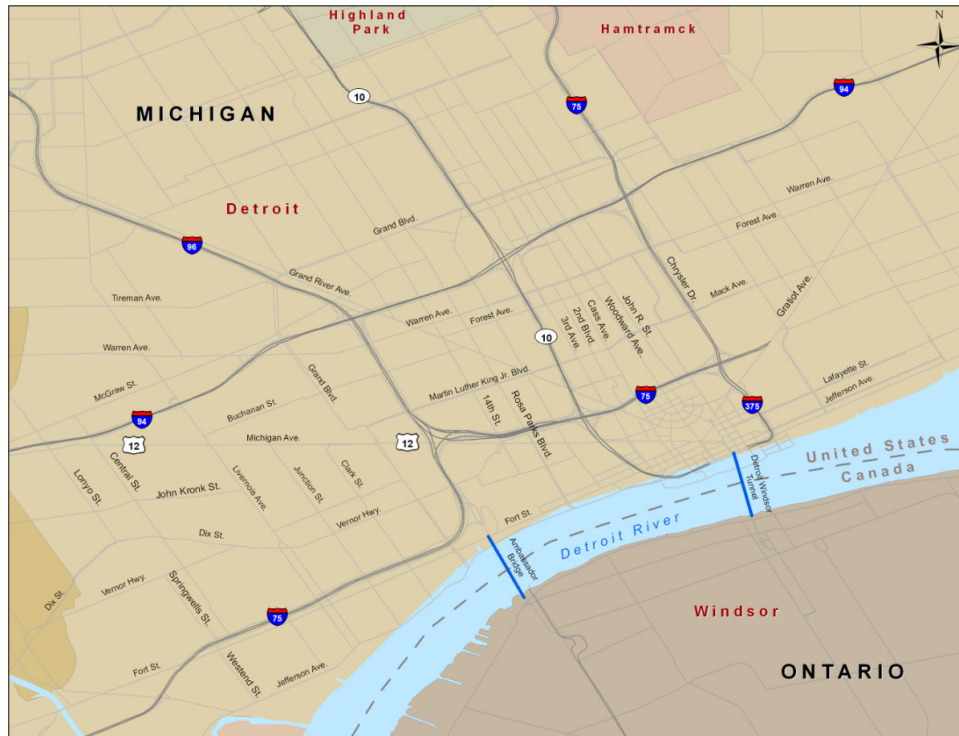 Highland
Park
Hamtramck
N
10
75
94
MICHIGAN
Detroit
96
Grand Blvd.
Warren Ave.
Forest Ave.
Chrysler Dr.
Mack Ave.
Gratiot Ave.
Grand River Ave.
Tireman Ave.
Warren Ave.
Forest Ave.
John R. St.
Woodward Ave.
Cass Ave.
2nd Blvd.
3rd Ave.
10
Warren Ave.
McGraw St.
Grand Blvd.
Martin Luther King Jr. Blvd.
Lafayette St.
Jefferson Ave.
75
375
94
Buchanan St.
14th St.
Rosa Parks Blvd.
12
Michigan Ave.
12
Lonyo St.
Central St.
John Kronk St.
Livernois Ave.
Junction St.
Clark St.
Vernor Hwy.
Fort St.
Detroit Windsor
Tunnel
United States
Canada
Detroit River
Ambassador
Bridge
Dix St.
Dix St.
Vernor Hwy.
Springwells St.
75
Windsor
Fort St.
Westend St.
Jefferson Ave.
ONTARIO